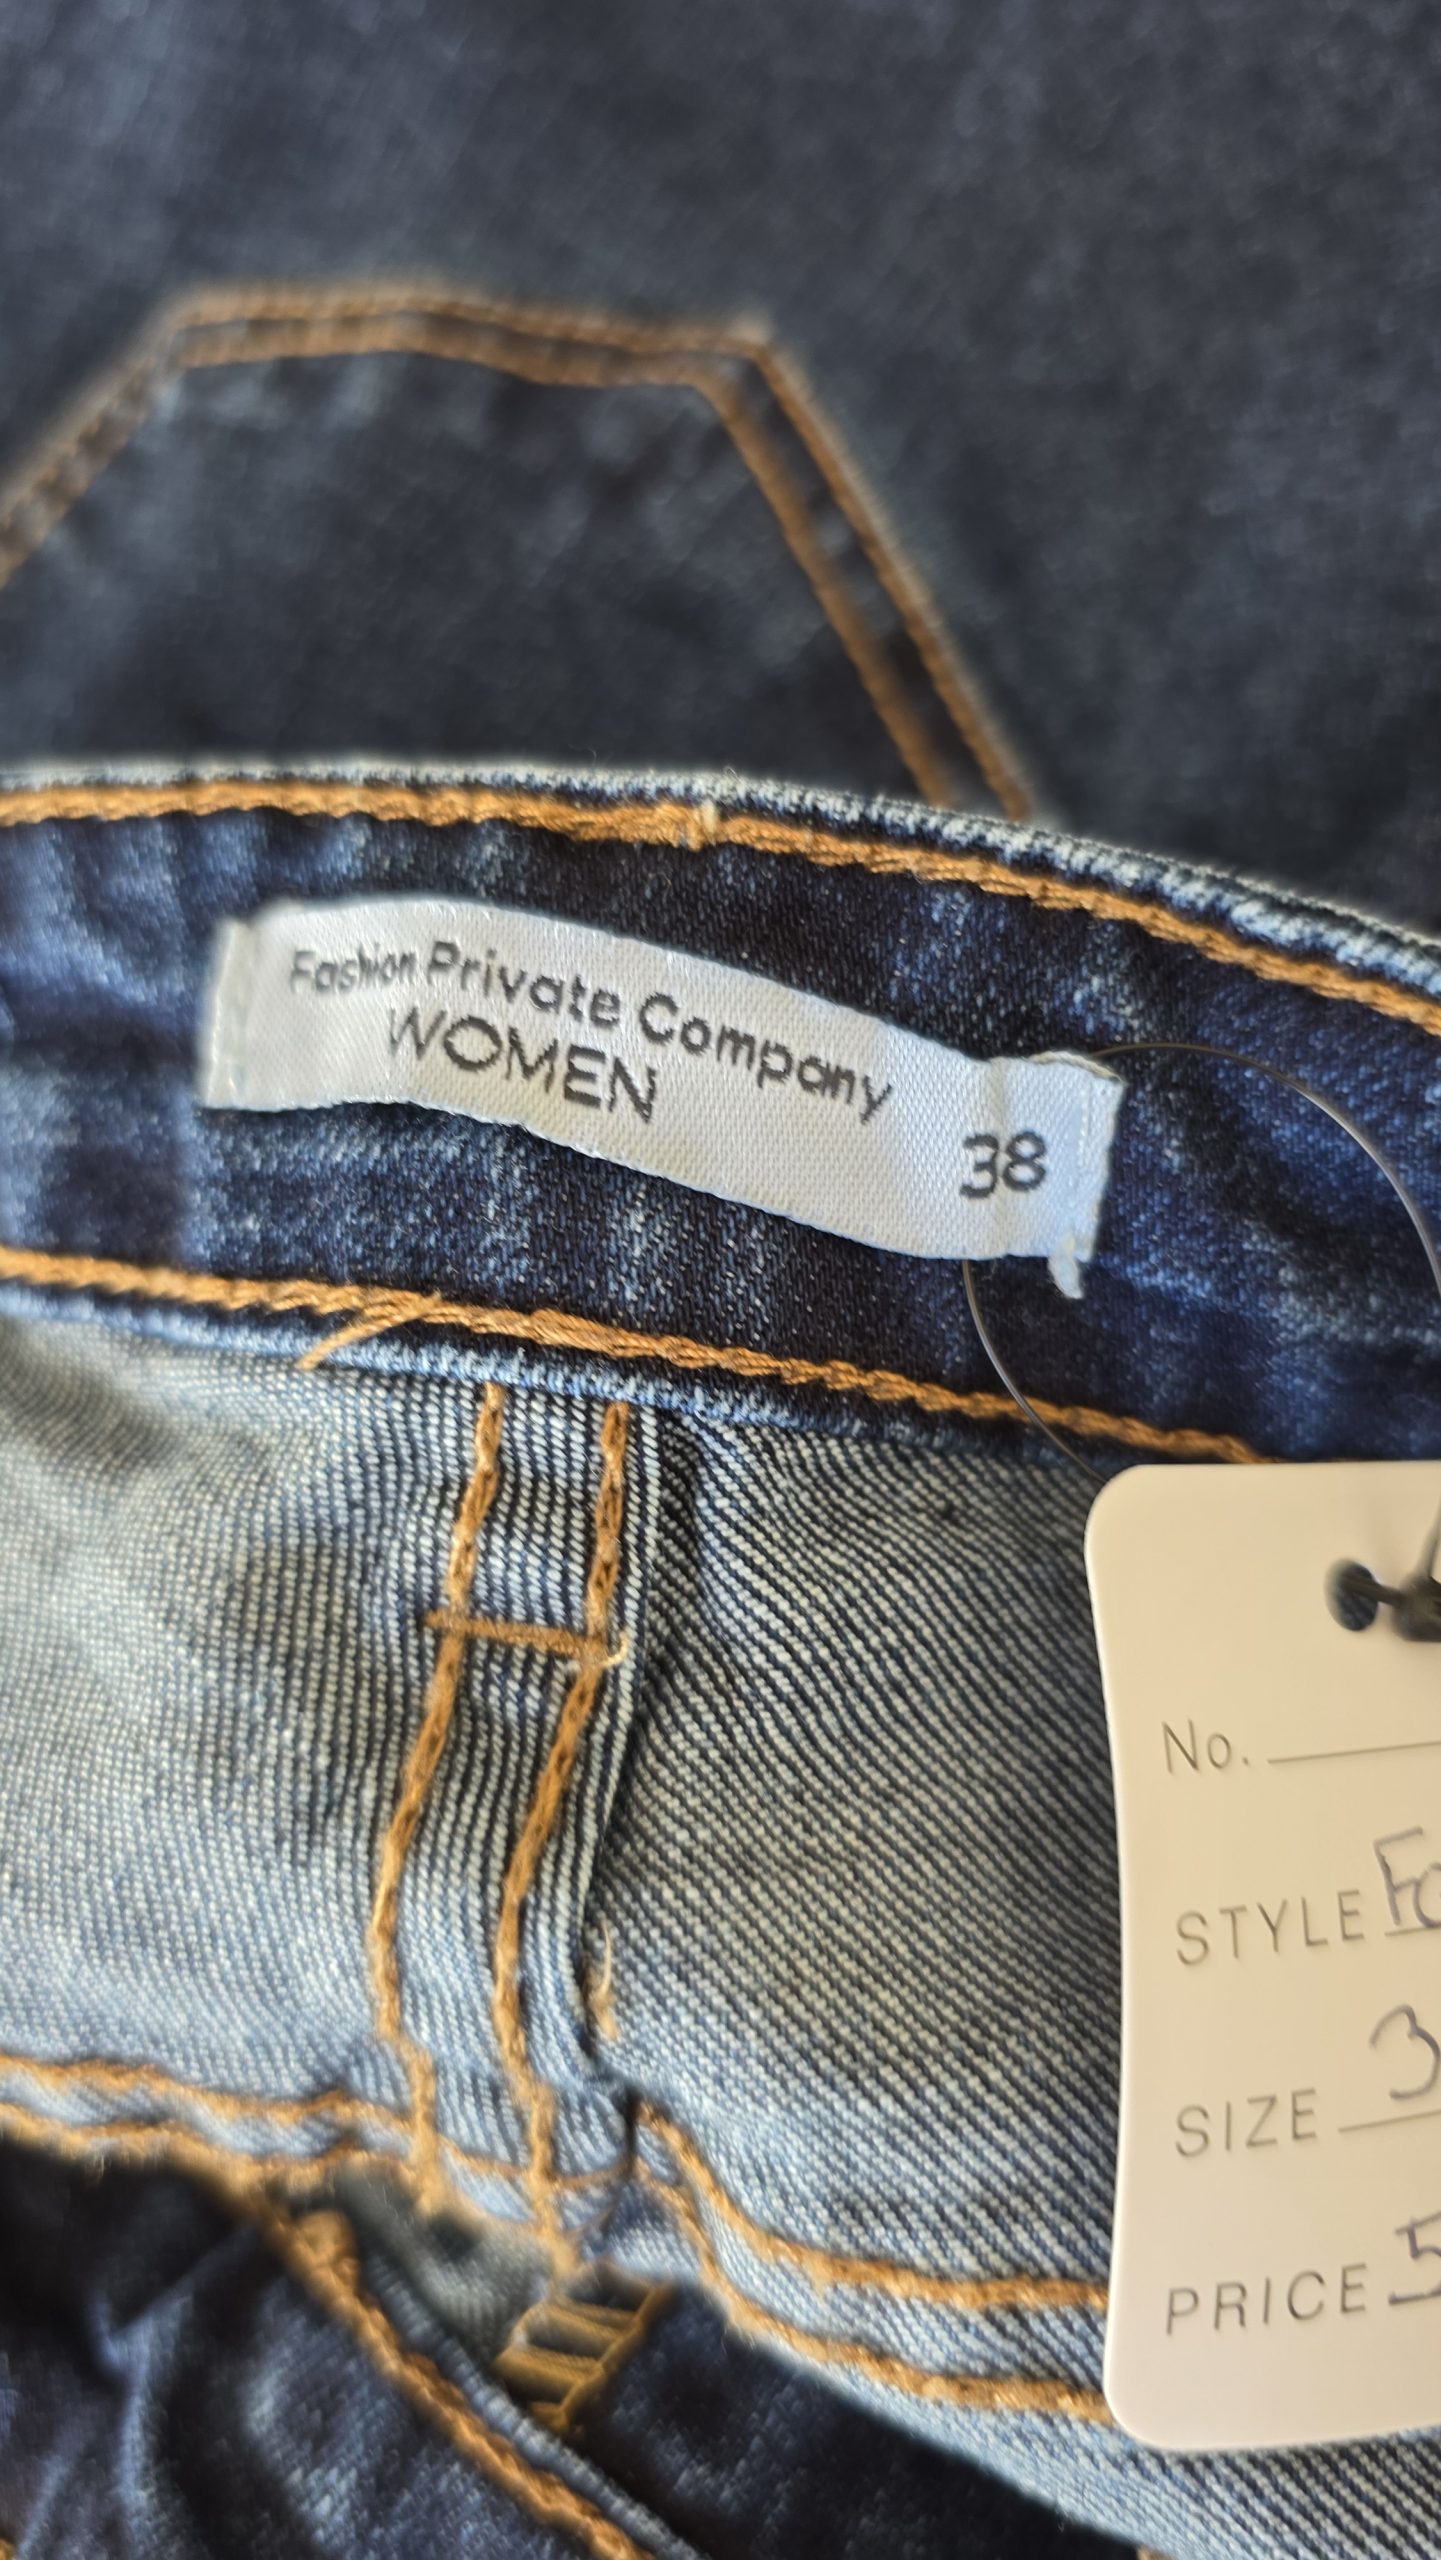 Fashion Private Company
WOMEN
38
No.
STYLE
SIZE
PRICE